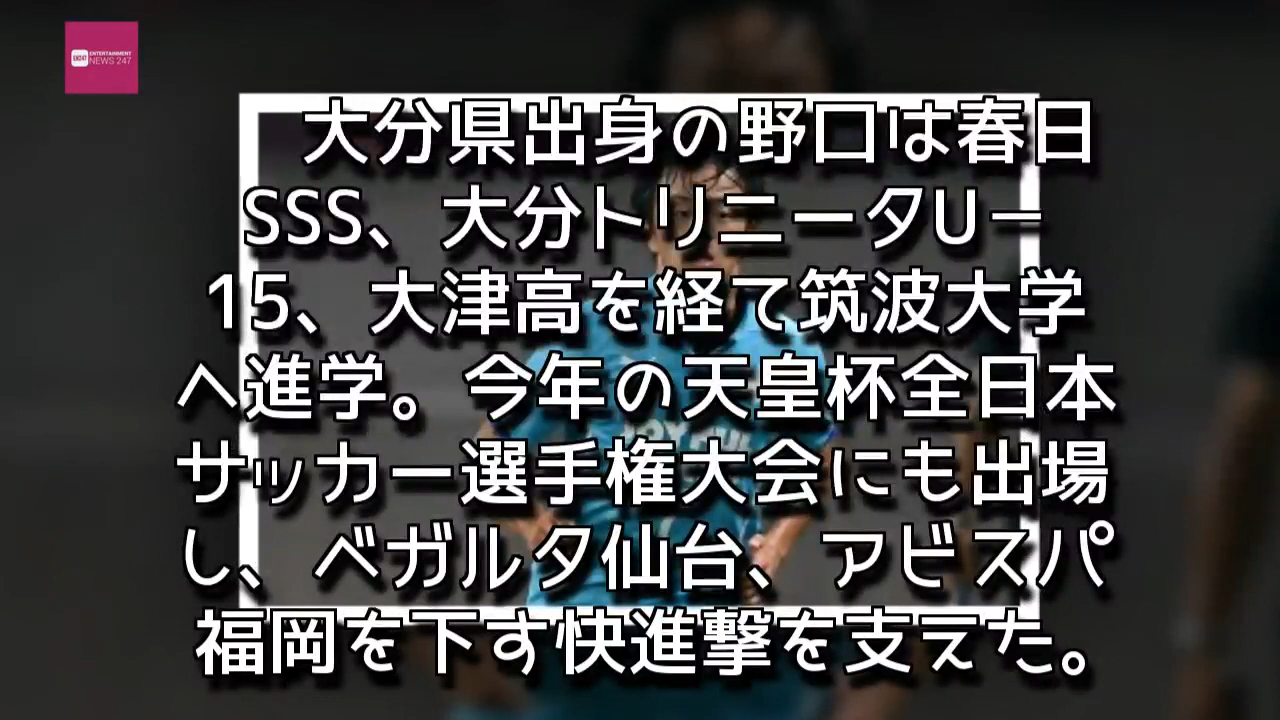 ENTERTAINMENT
NEWS 247
大分県出身の野口は春日
SSS、大分トリニータU－
15、大津高を経て筑波大学
へ進学。今年の天皇杯全日本
サッカー選手権大会にも出場
し、ベガルタ仙台、アビスパ
福岡を下す快進撃を支えた。